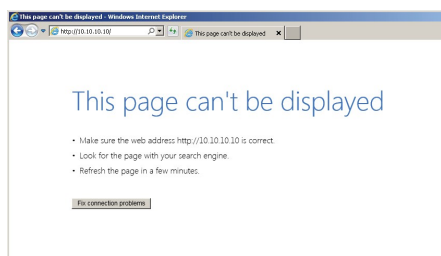 This page can't be displayed - Windows Internet Explorer
http://10.10.10.10/
This page can't be displayed
This page can't be displayed
• Make sure the web address http://10.10.10.10 is correct.
• Look for the page with your search engine.
• Refresh the page in a few minutes.
Fix connection problems